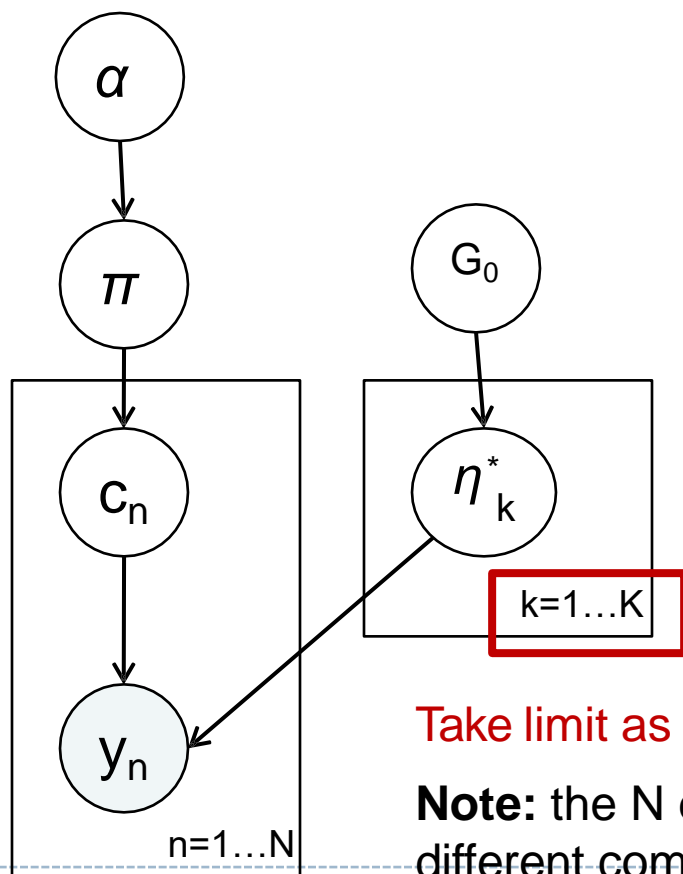 α
π
G₀
cₙ
η*ₖ
k=1…K
yₙ
n=1…N
Take limit as
Note: the N
different com